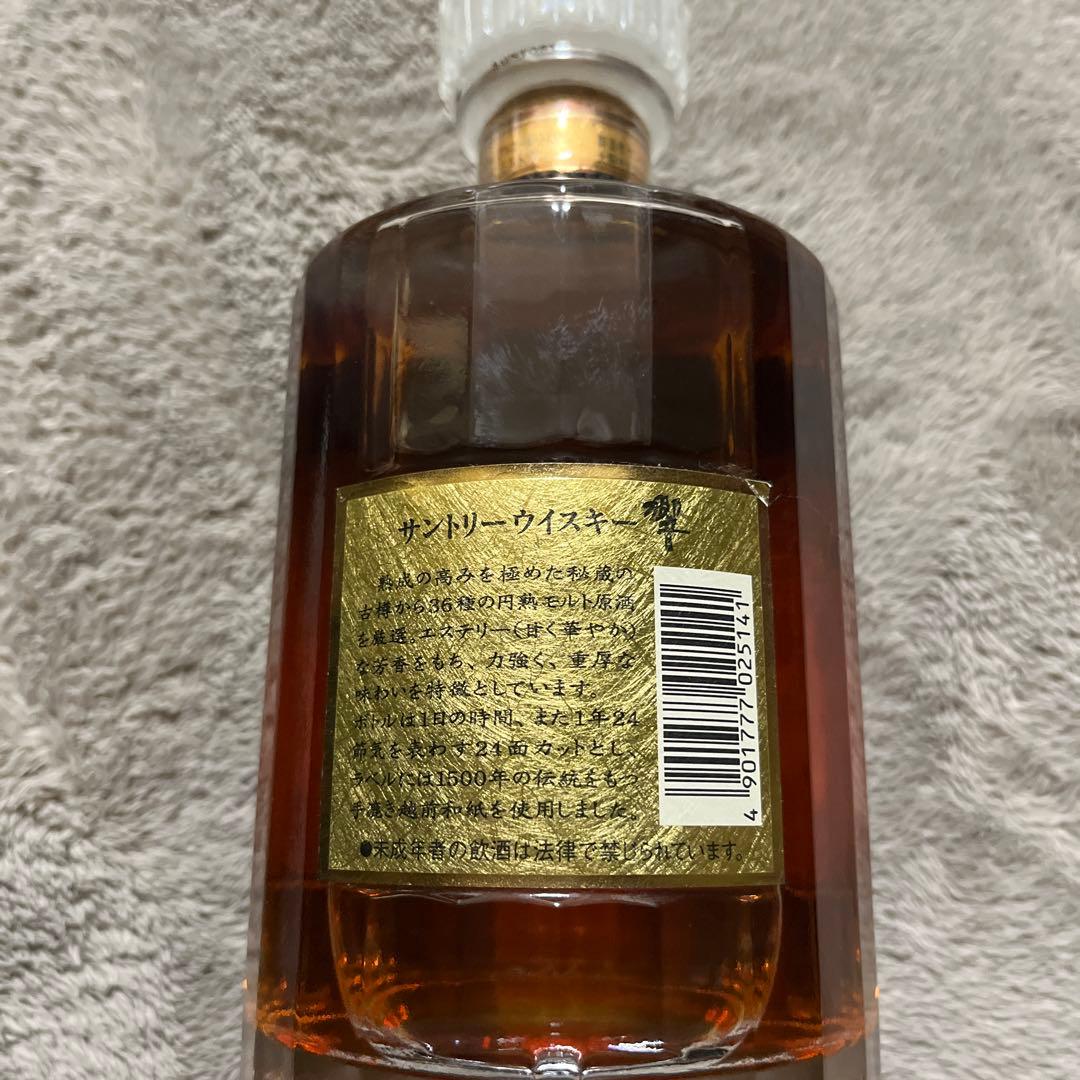 サントリーウイスキー響
熟成の高みを極めた秘蔵の
古樽から36種の円熟モルト原酒
を厳選。エステリー(甘く華やか)
な芳香をもち、力強く、重厚な
味わいを特徴としています。
ボトルは1日の時間、また1年24
節気を表わす24面カットとし、
ラベルには1500年の伝統をもつ
手漉き越前和紙を使用しました。
●未成年者の飲酒は法律で禁じられています。
4 901777 025141